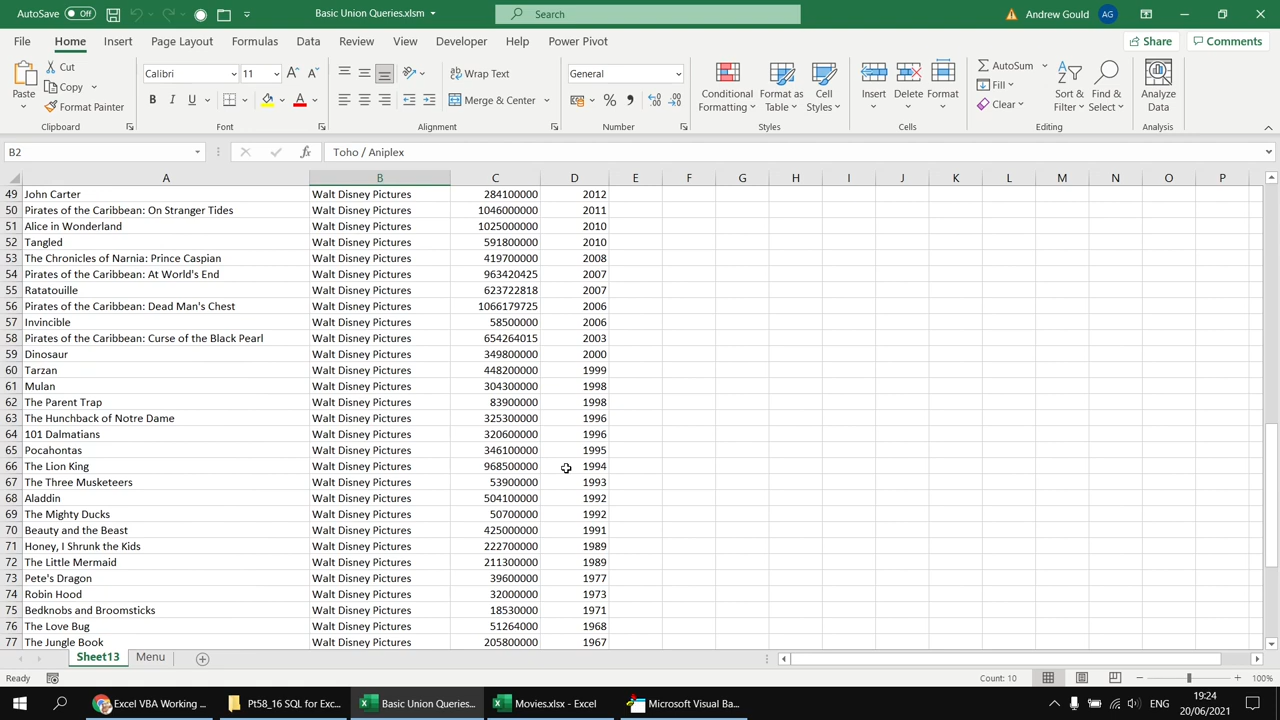 AutoSave Off Basic Union Queries.xlsm Search Andrew Gould AG
File Home Insert Page Layout Formulas Data Review View Developer Help Power Pivot Share Comments
Paste Cut Copy Format Painter Clipboard
Calibri 11 B I U A Font
Wrap Text Merge & Center Alignment
General % Number
Conditional Formatting Format as Table Cell Styles Styles
Insert Delete Format Cells
AutoSum Fill Clear Sort & Filter Find & Select Editing
Analyze Data Analysis
B2 fx Toho / Aniplex
A B C D E F G H I J K L M N O P
49 John Carter Walt Disney Pictures 284100000 2012
50 Pirates of the Caribbean: On Stranger Tides Walt Disney Pictures 1046000000 2011
51 Alice in Wonderland Walt Disney Pictures 1025000000 2010
52 Tangled Walt Disney Pictures 591800000 2010
53 The Chronicles of Narnia: Prince Caspian Walt Disney Pictures 419700000 2008
54 Pirates of the Caribbean: At World's End Walt Disney Pictures 963420425 2007
55 Ratatouille Walt Disney Pictures 623722818 2007
56 Pirates of the Caribbean: Dead Man's Chest Walt Disney Pictures 1066179725 2006
57 Invincible Walt Disney Pictures 58500000 2006
58 Pirates of the Caribbean: Curse of the Black Pearl Walt Disney Pictures 654264015 2003
59 Dinosaur Walt Disney Pictures 349800000 2000
60 Tarzan Walt Disney Pictures 448200000 1999
61 Mulan Walt Disney Pictures 304300000 1998
62 The Parent Trap Walt Disney Pictures 83900000 1998
63 The Hunchback of Notre Dame Walt Disney Pictures 325300000 1996
64 101 Dalmatians Walt Disney Pictures 320600000 1996
65 Pocahontas Walt Disney Pictures 346100000 1995
66 The Lion King Walt Disney Pictures 968500000 1994
67 The Three Musketeers Walt Disney Pictures 53900000 1993
68 Aladdin Walt Disney Pictures 504100000 1992
69 The Mighty Ducks Walt Disney Pictures 50700000 1992
70 Beauty and the Beast Walt Disney Pictures 425000000 1991
71 Honey, I Shrunk the Kids Walt Disney Pictures 222700000 1989
72 The Little Mermaid Walt Disney Pictures 211300000 1989
73 Pete's Dragon Walt Disney Pictures 39600000 1977
74 Robin Hood Walt Disney Pictures 32000000 1973
75 Bedknobs and Broomsticks Walt Disney Pictures 18530000 1971
76 The Love Bug Walt Disney Pictures 51264000 1968
77 The Jungle Book Walt Disney Pictures 205800000 1967
Sheet13 Menu
Ready Count: 10 100%
Excel VBA Working ... Pt58_16 SQL for Exc... Basic Union Queries... Movies.xlsx - Excel Microsoft Visual Ba... 19:24
20/06/2021